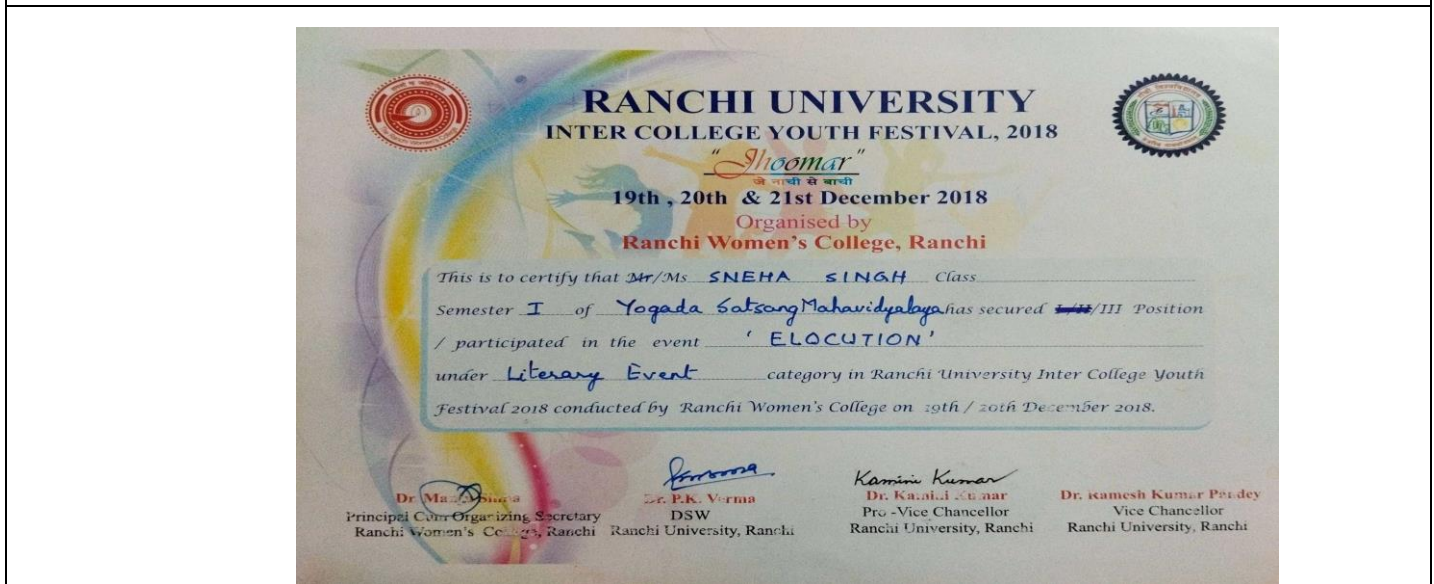 RANCHI UNIVERSITY
INTER COLLEGE YOUTH FESTIVAL, 2018
"Jhoomar"
जे नाची से बाची
19th , 20th & 21st December 2018
Organised by
Ranchi Women's College, Ranchi
This is to certify that Mr/Ms SNEHA SINGH Class
Semester I of Yogada Satsang Mahavidyalaya has secured I/II/III Position
/ participated in the event ' ELOCUTION '
under Literary Event category in Ranchi University Inter College Youth
Festival 2018 conducted by Ranchi Women's College on 19th / 20th December 2018.
Kamini Kumar
Dr. P.K. Verma Dr. Kamini Kumar Dr. Ramesh Kumar Pandey
Principal Cum Organizing Secretary DSW Pro -Vice Chancellor Vice Chancellor
Ranchi Women's College, Ranchi Ranchi University, Ranchi Ranchi University, Ranchi Ranchi University, Ranchi